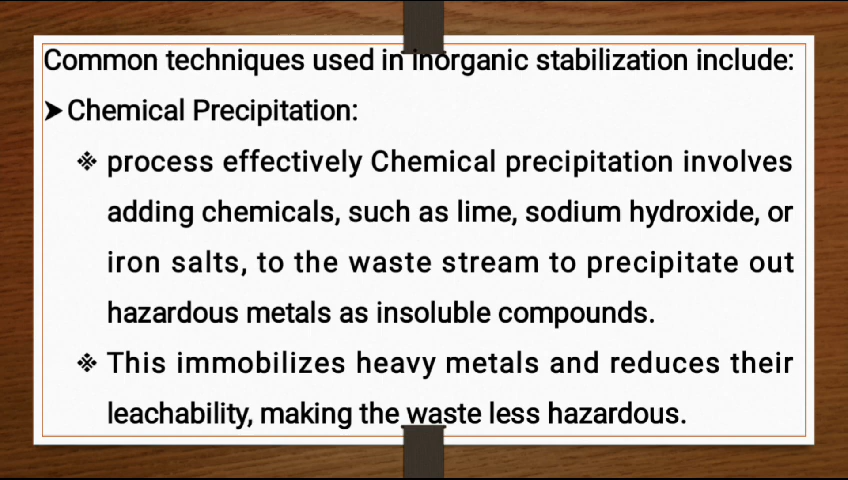 Common techniques used in inorganic stabilization include:
➤Chemical Precipitation:
※ process effectively Chemical precipitation involves
adding chemicals, such as lime, sodium hydroxide, or
iron salts, to the waste stream to precipitate out
hazardous metals as insoluble compounds.
※ This immobilizes heavy metals and reduces their
leachability, making the waste less hazardous.